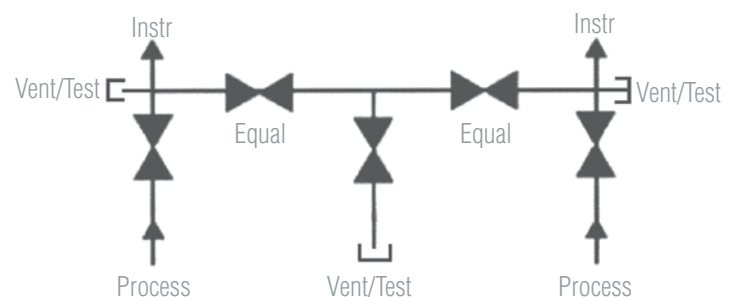 Instr
Instr
Vent/Test
Vent/Test
Equal
Equal
Process
Vent/Test
Process